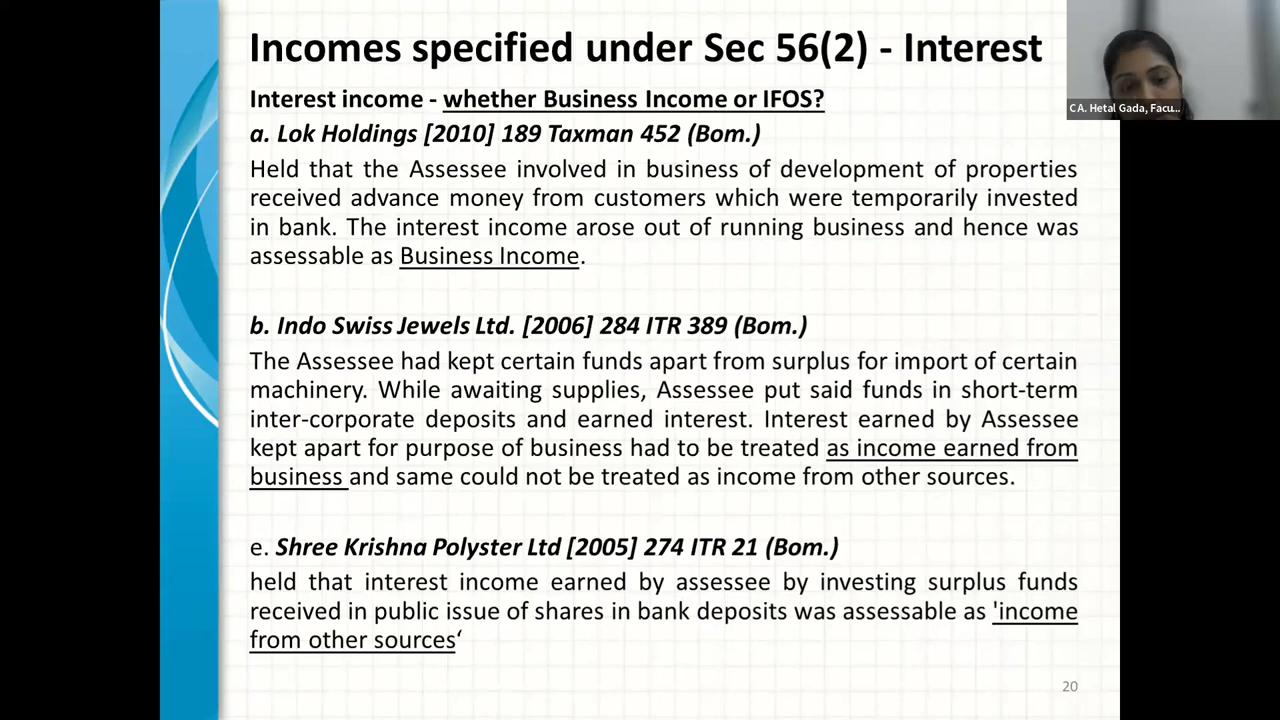 Incomes specified under Sec 56(2) - Interest
CA. Hetal Gada, Facu...
Interest income - whether Business Income or IFOS?
a. Lok Holdings [2010] 189 Taxman 452 (Bom.)
Held that the Assessee involved in business of development of properties
received advance money from customers which were temporarily invested
in bank. The interest income arose out of running business and hence was
assessable as Business Income.
b. Indo Swiss Jewels Ltd. [2006] 284 ITR 389 (Bom.)
The Assessee had kept certain funds apart from surplus for import of certain
machinery. While awaiting supplies, Assessee put said funds in short-term
inter-corporate deposits and earned interest. Interest earned by Assessee
kept apart for purpose of business had to be treated as income earned from
business and same could not be treated as income from other sources.
e. Shree Krishna Polyster Ltd [2005] 274 ITR 21 (Bom.)
held that interest income earned by assessee by investing surplus funds
received in public issue of shares in bank deposits was assessable as 'income
from other sources‘
20